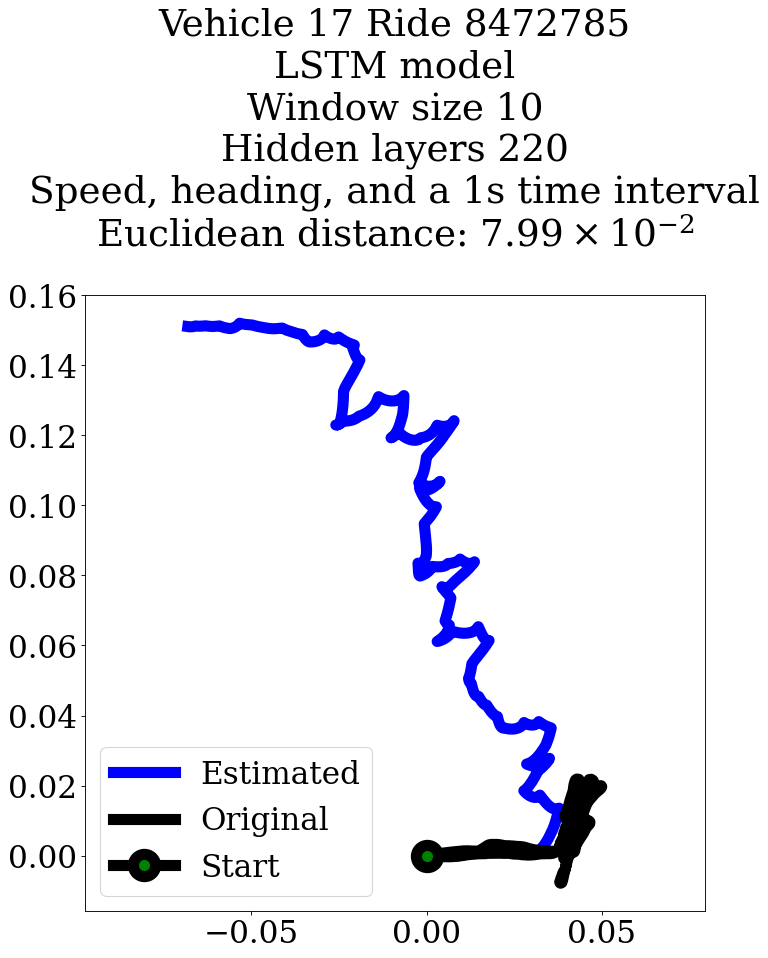 Vehicle 17 Ride 8472785
LSTM model
Window size 10
Hidden layers 220
Speed, heading, and a 1s time interval
Euclidean distance: 7.99 × 10⁻²
0.16
0.14
0.12
0.10
0.08
0.06
0.04
0.02
0.00
Estimated
Original
Start
−0.05 0.00 0.05